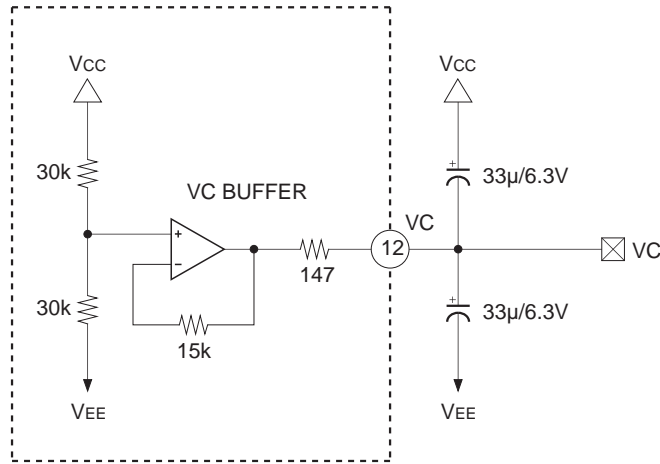 VCC
VCC
30k
VC BUFFER
33µ/6.3V
+
+
12
VC
VC
–
147
30k
+
33µ/6.3V
15k
VEE
VEE